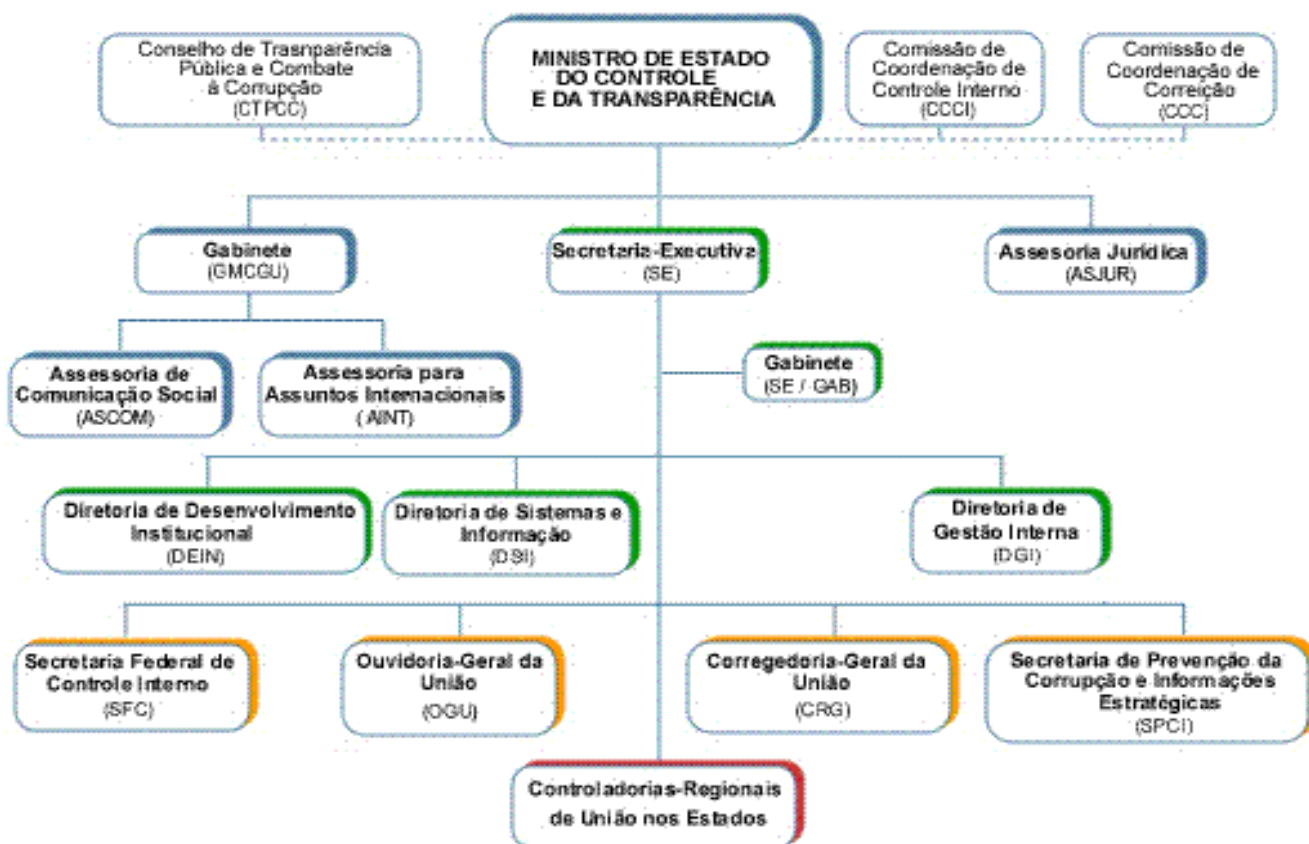 Conselho de Trasnparência
Pública e Combate
à Corrupção
(CTPCC)
MINISTRO DE ESTADO
DO CONTROLE
E DA TRANSPARÊNCIA
Comissão de
Coordenação de
Controle Interno
(CCCI)
Comissão de
Coordenação de
Correição
(CCC)
Gabinete
(GMCGU)
Secretaria-Executiva
(SE)
Assesoria Jurídica
(ASJUR)
Assessoria de
Comunicação Social
(ASCOM)
Assessoria para
Assuntos Internacionais
(AINT)
Gabinete
(SE / GAB)
Diretoria de Desenvolvimento
Institucional
(DEIN)
Diretoria de Sistemas e
Informação
(DSI)
Diretoria de
Gestão Interna
(DGI)
Secretaria Federal de
Controle Interno
(SFC)
Ouvidoria-Geral da
União
(OGU)
Corregedoria-Geral da
União
(CRG)
Secretaria de Prevenção da
Corrupção e Informações
Estratégicas
(SPCI)
Controladorias-Regionais
de União nos Estados